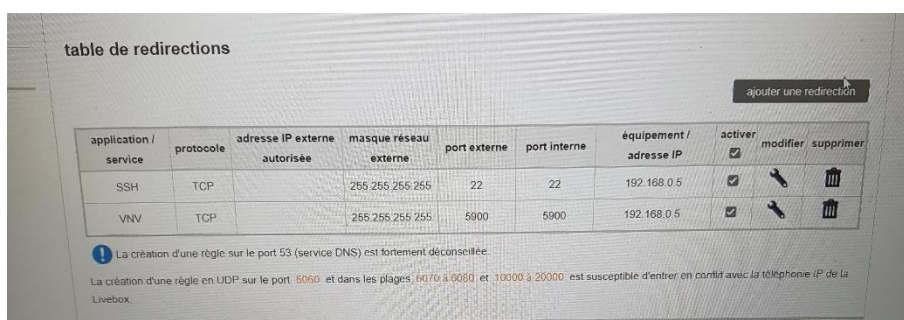 table de redirections
ajouter une redirection
application / service protocole adresse IP externe autorisée masque réseau externe port externe port interne équipement / adresse IP activer modifier supprimer
SSH TCP 255.255.255.255 22 22 192.168.0.5
VNV TCP 255.255.255.255 5900 5900 192.168.0.5
La création d'une règle sur le port 53 (service DNS) est fortement déconseillée.
La création d'une règle en UDP sur le port 5060 et dans les plages 6070 à 6080 et 10000 à 20000 est susceptible d'entrer en conflit avec la téléphonie IP de la
Livebox.